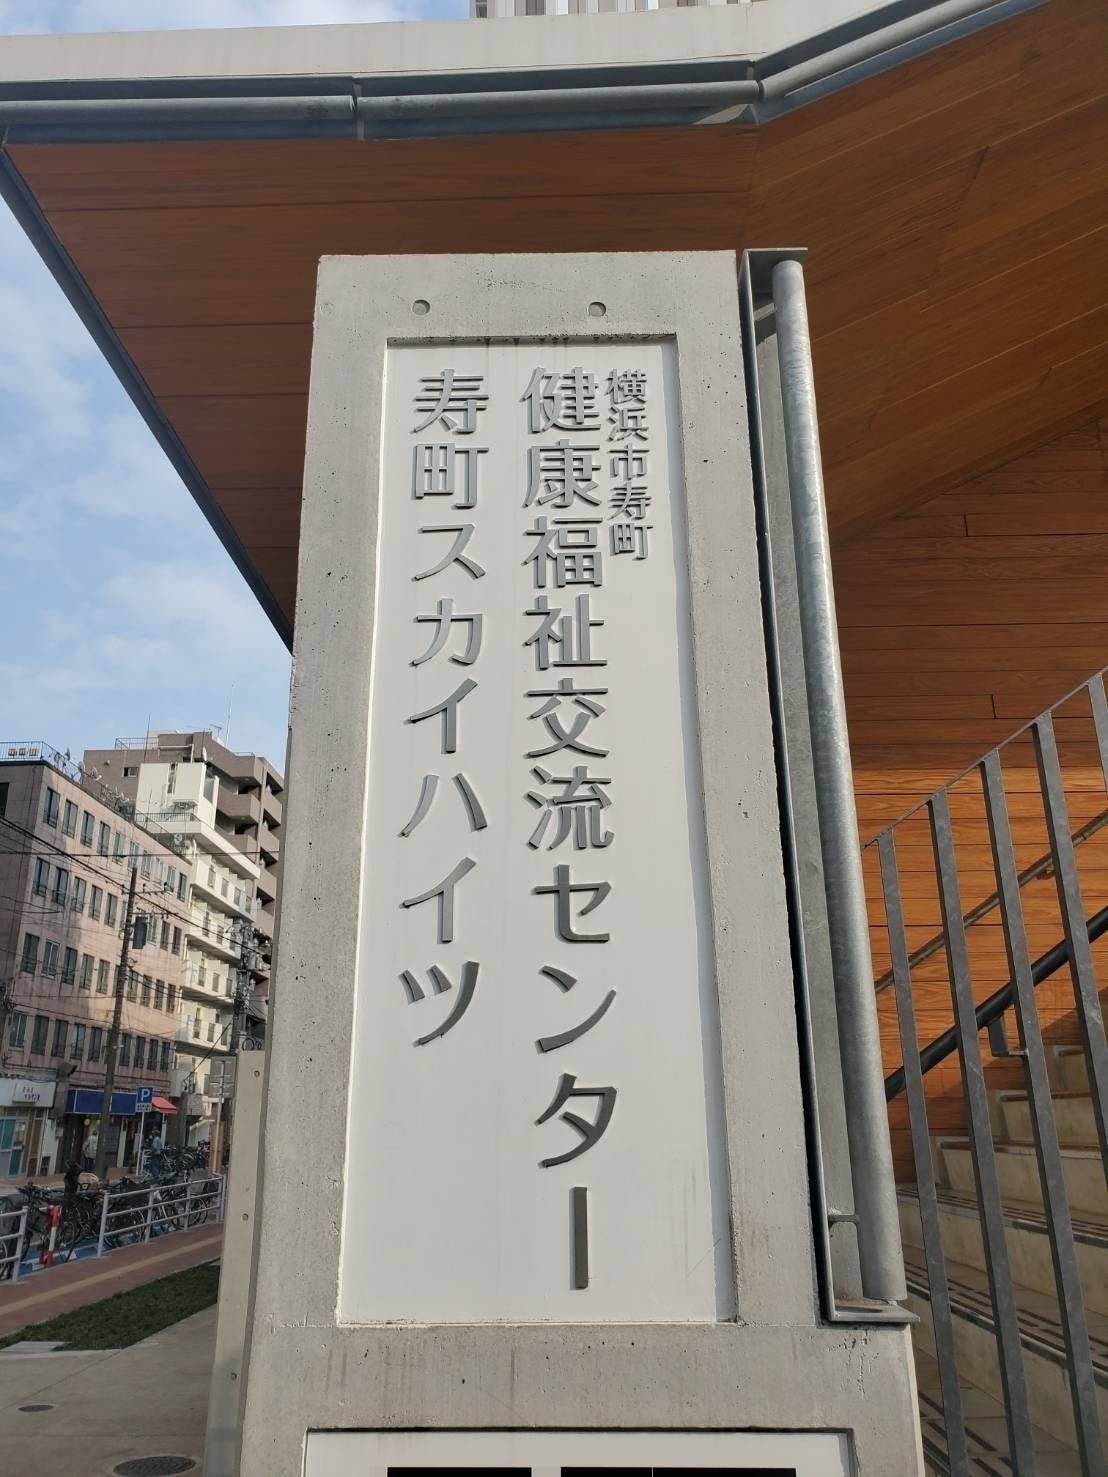 横浜市寿町
健康福祉交流センター
寿町スカイハイツ
P